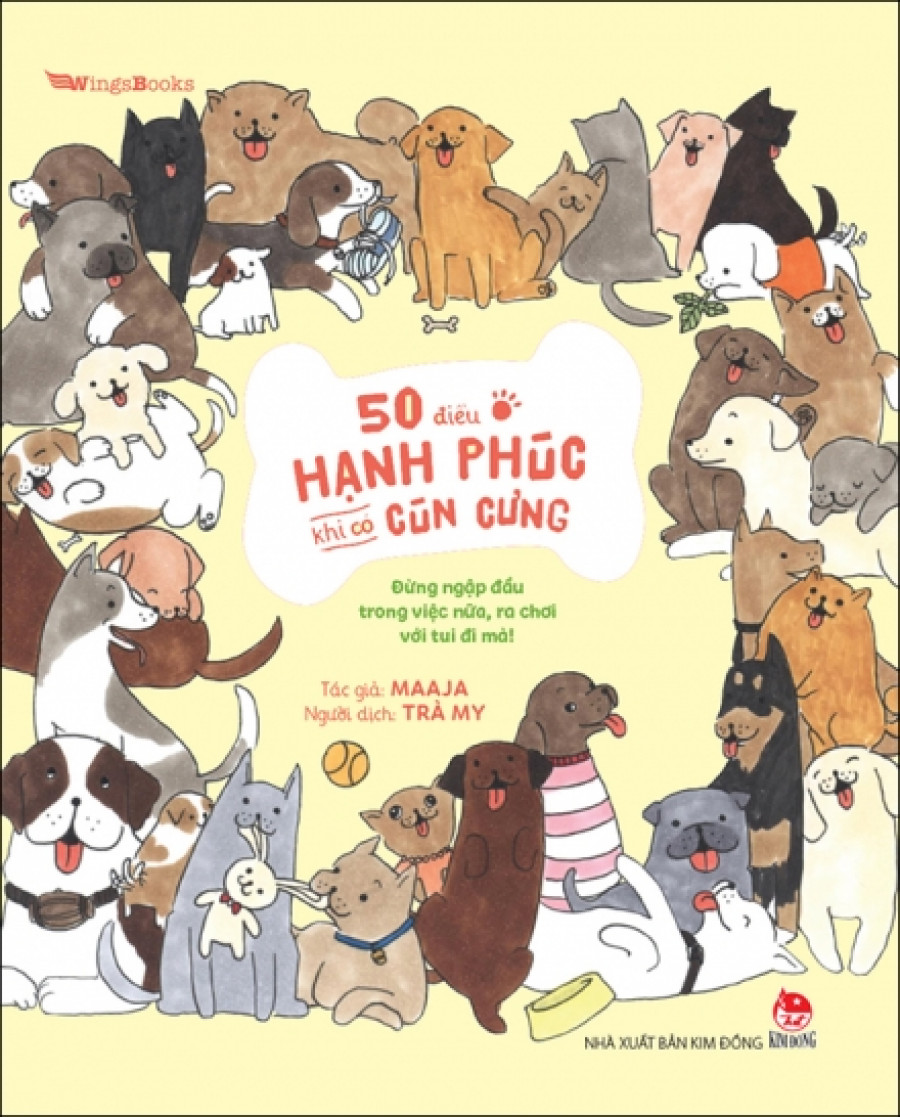 WingsBooks
50 điều
HẠNH PHÚC
khi có CÚN CƯNG
Đừng ngập đầu
trong việc nữa, ra chơi
với tui đi mà!
Tác giả: MAAJA
Người dịch: TRÀ MY
NHÀ XUẤT BẢN KIM ĐỒNG
KIM ĐỒNG